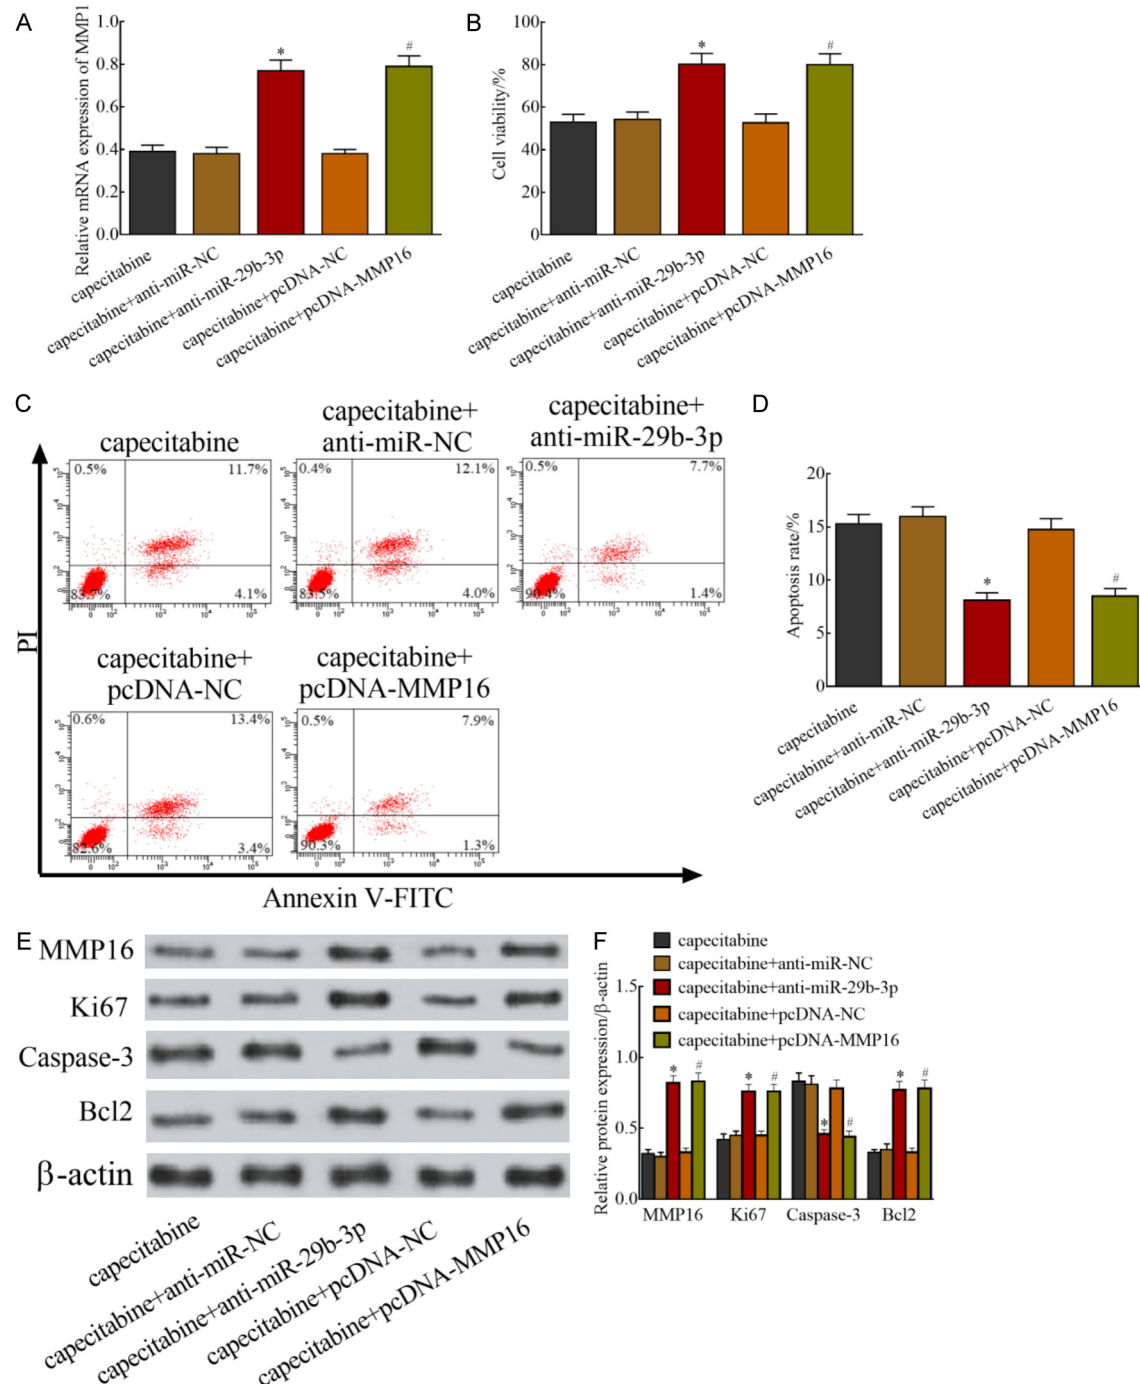 A
Relative mRNA expression of MMP1
1.0
0.8
0.6
0.4
0.2
0.0
*
#
capecitabine
capecitabine+anti-miR-NC
capecitabine+anti-miR-29b-3p
capecitabine+pcDNA-NC
capecitabine+pcDNA-MMP16
B
Cell viability/%
100
80
60
40
20
0
*
#
capecitabine
capecitabine+anti-miR-NC
capecitabine+anti-miR-29b-3p
capecitabine+pcDNA-NC
capecitabine+pcDNA-MMP16
C
PI
capecitabine
0.5% 11.7%
83.7% 4.1%
capecitabine+
anti-miR-NC
0.4% 12.1%
83.5% 4.0%
capecitabine+
anti-miR-29b-3p
0.5% 7.7%
90.4% 1.4%
capecitabine+
pcDNA-NC
0.6% 13.4%
82.6% 3.4%
capecitabine+
pcDNA-MMP16
0.5% 7.9%
90.3% 1.3%
Annexin V-FITC
D
Apoptosis rate/%
20
15
10
5
0
*
#
capecitabine
capecitabine+anti-miR-NC
capecitabine+anti-miR-29b-3p
capecitabine+pcDNA-NC
capecitabine+pcDNA-MMP16
E
MMP16
Ki67
Caspase-3
Bcl2
β-actin
capecitabine
capecitabine+anti-miR-NC
capecitabine+anti-miR-29b-3p
capecitabine+pcDNA-NC
capecitabine+pcDNA-MMP16
F
capecitabine
capecitabine+anti-miR-NC
capecitabine+anti-miR-29b-3p
capecitabine+pcDNA-NC
capecitabine+pcDNA-MMP16
Relative protein expression/β-actin
1.5
1.0
0.5
0.0
* # * # * # * #
MMP16 Ki67 Caspase-3 Bcl2